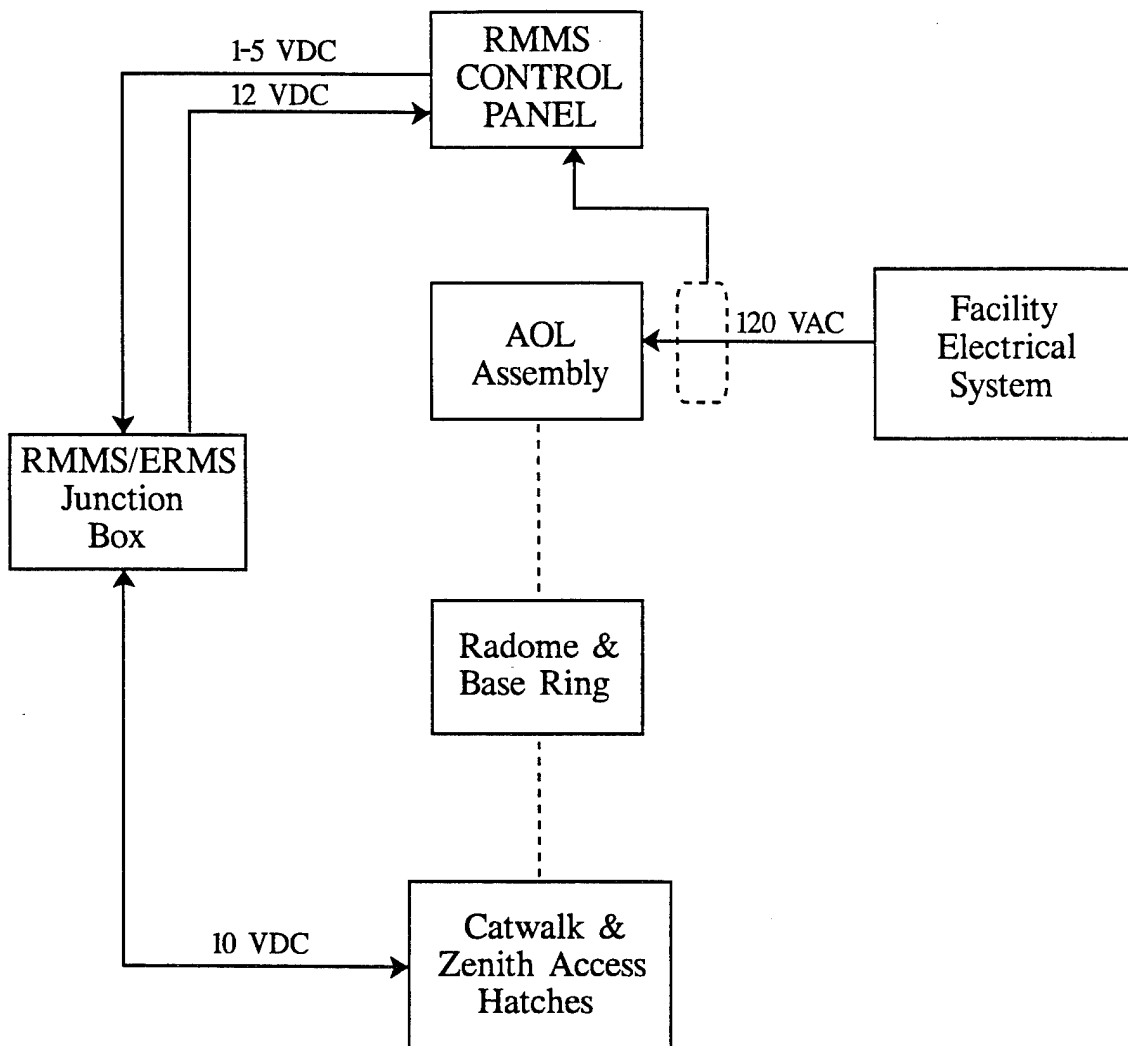 1-5 VDC
12 VDC
RMMS
CONTROL
PANEL
AOL
Assembly
120 VAC
Facility
Electrical
System
RMMS/ERMS
Junction
Box
Radome &
Base Ring
10 VDC
Catwalk &
Zenith Access
Hatches